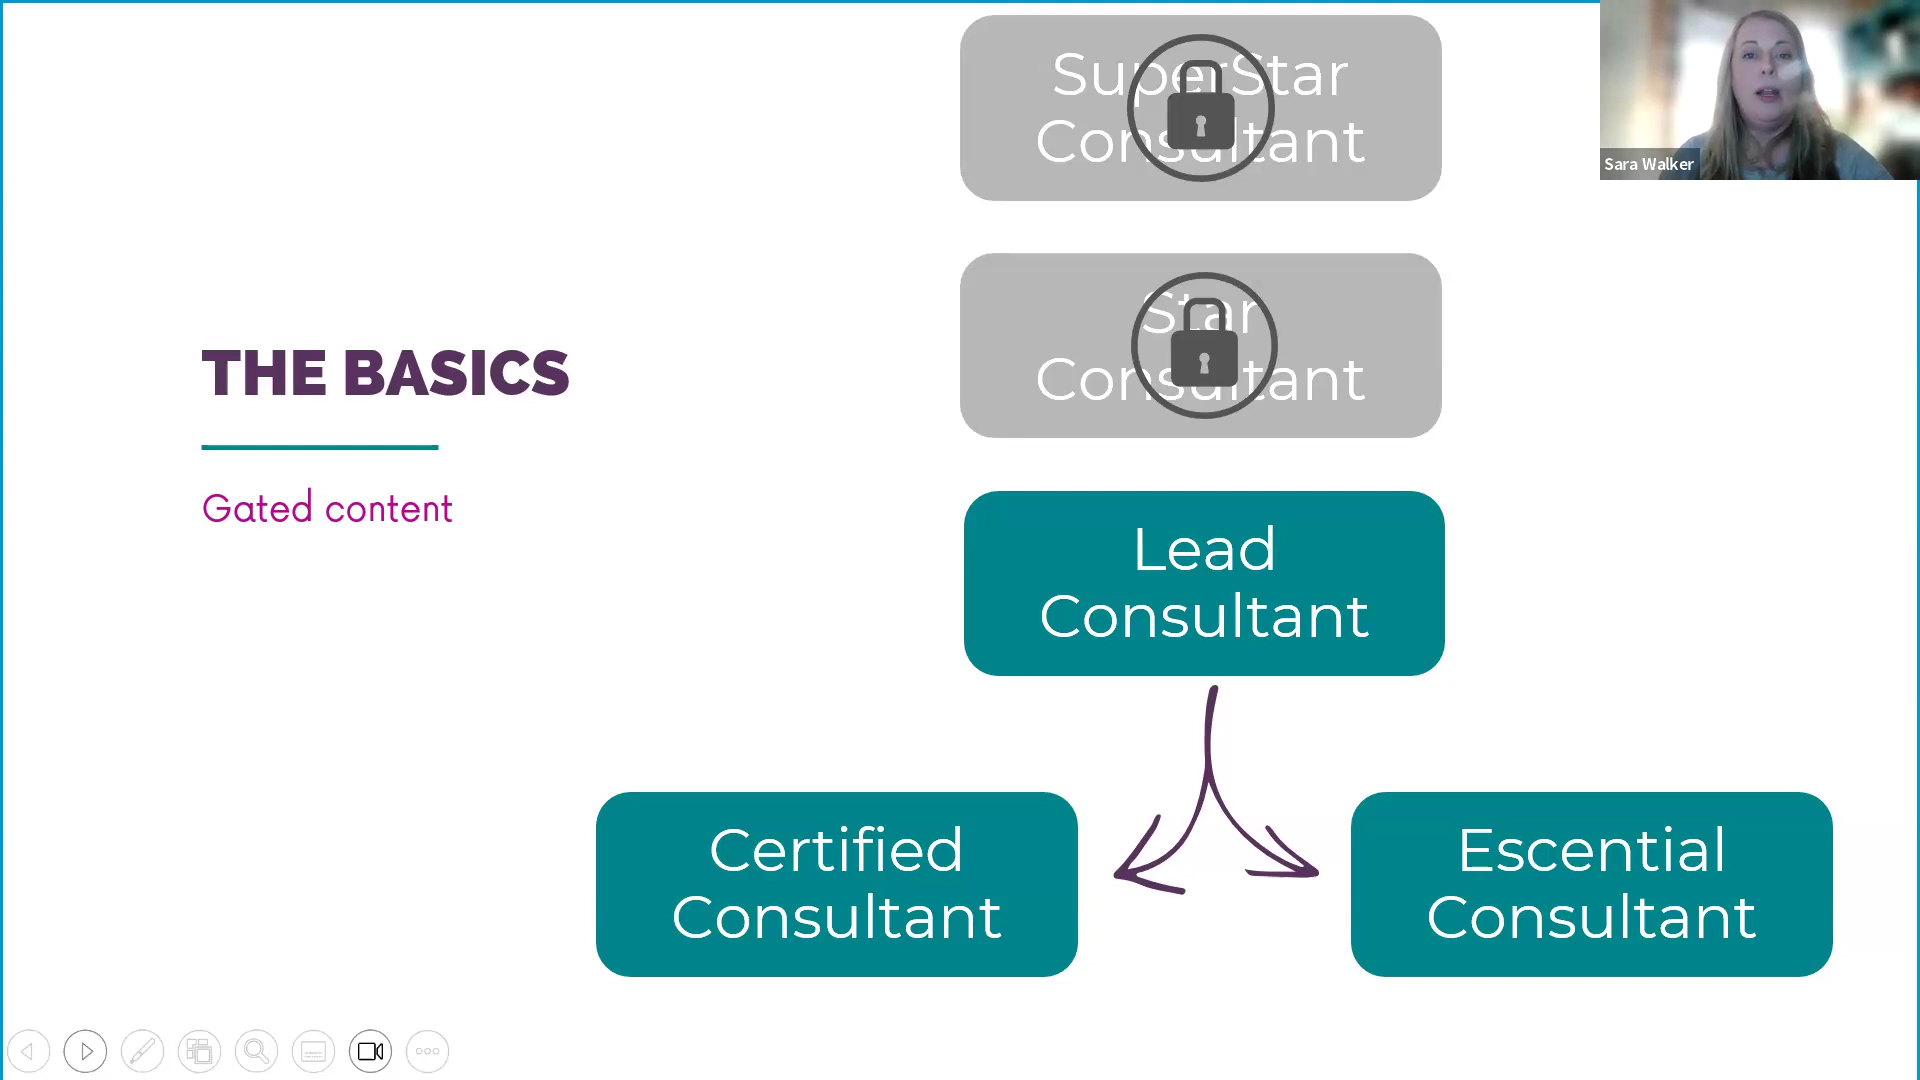 SuperStar
Consultant
Sara Walker
Star
Consultant
THE BASICS
Gated content
Lead
Consultant
Certified
Consultant
Escential
Consultant